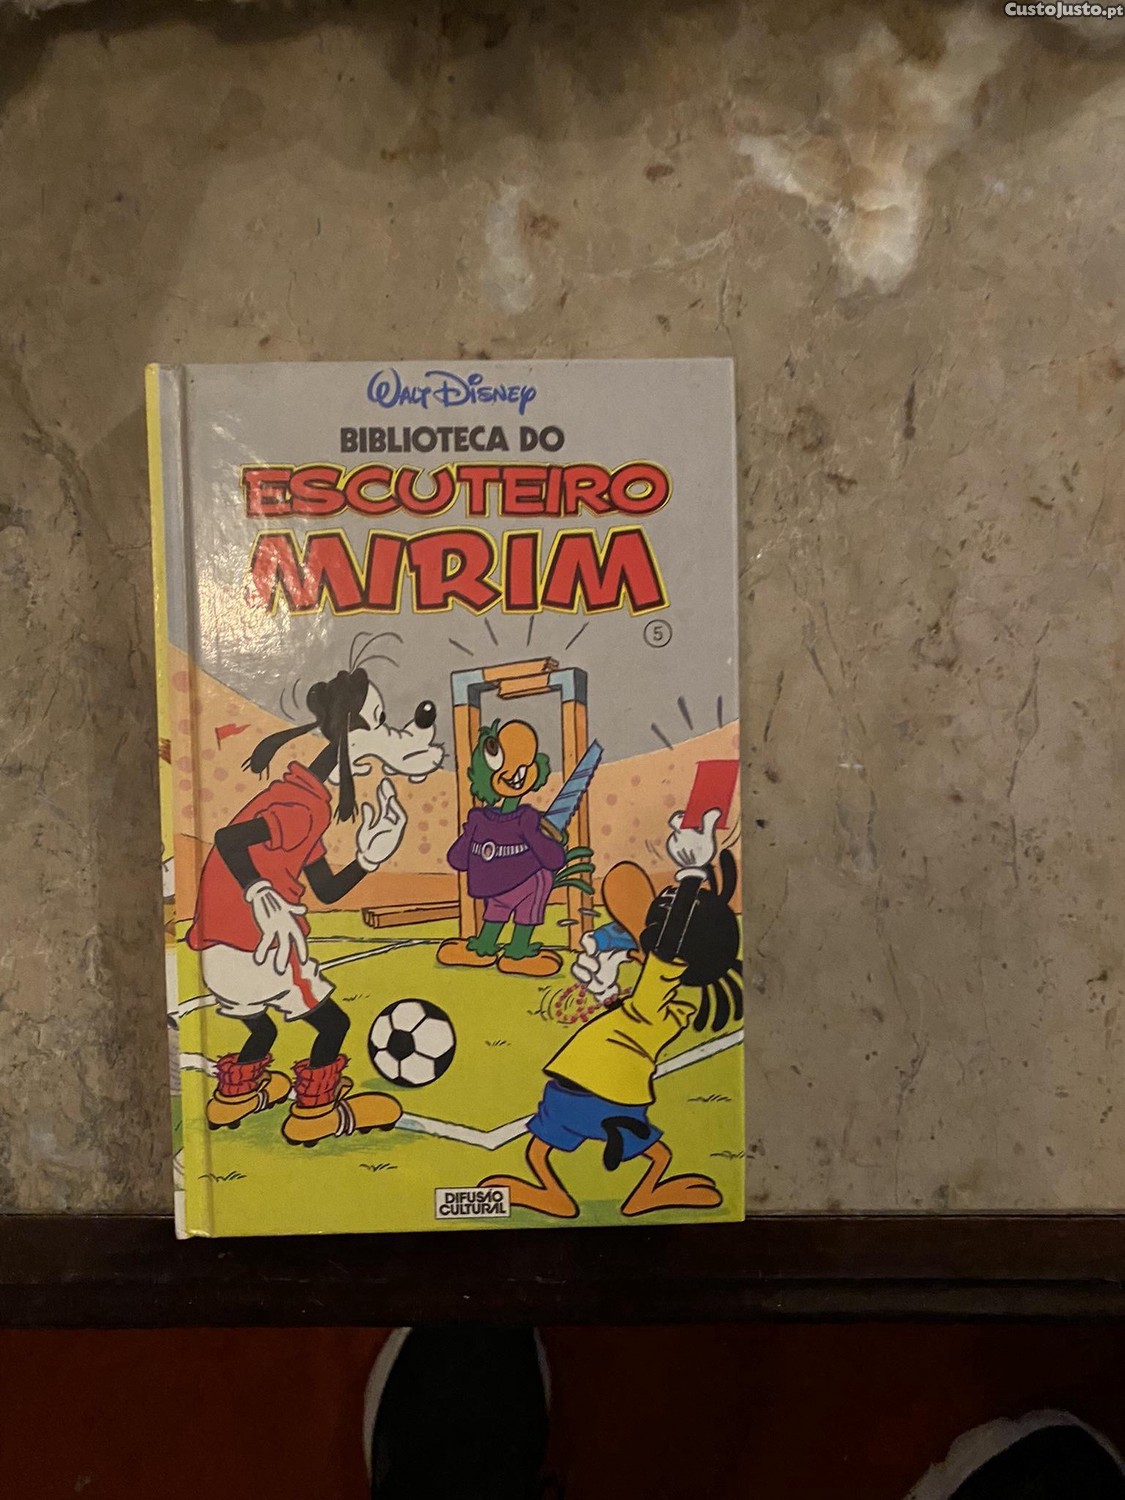 CustoJusto.pt
WALT DISNEY
BIBLIOTECA DO
ESCUTEIRO
MIRIM
5
DIFUSÃO
CULTURAL